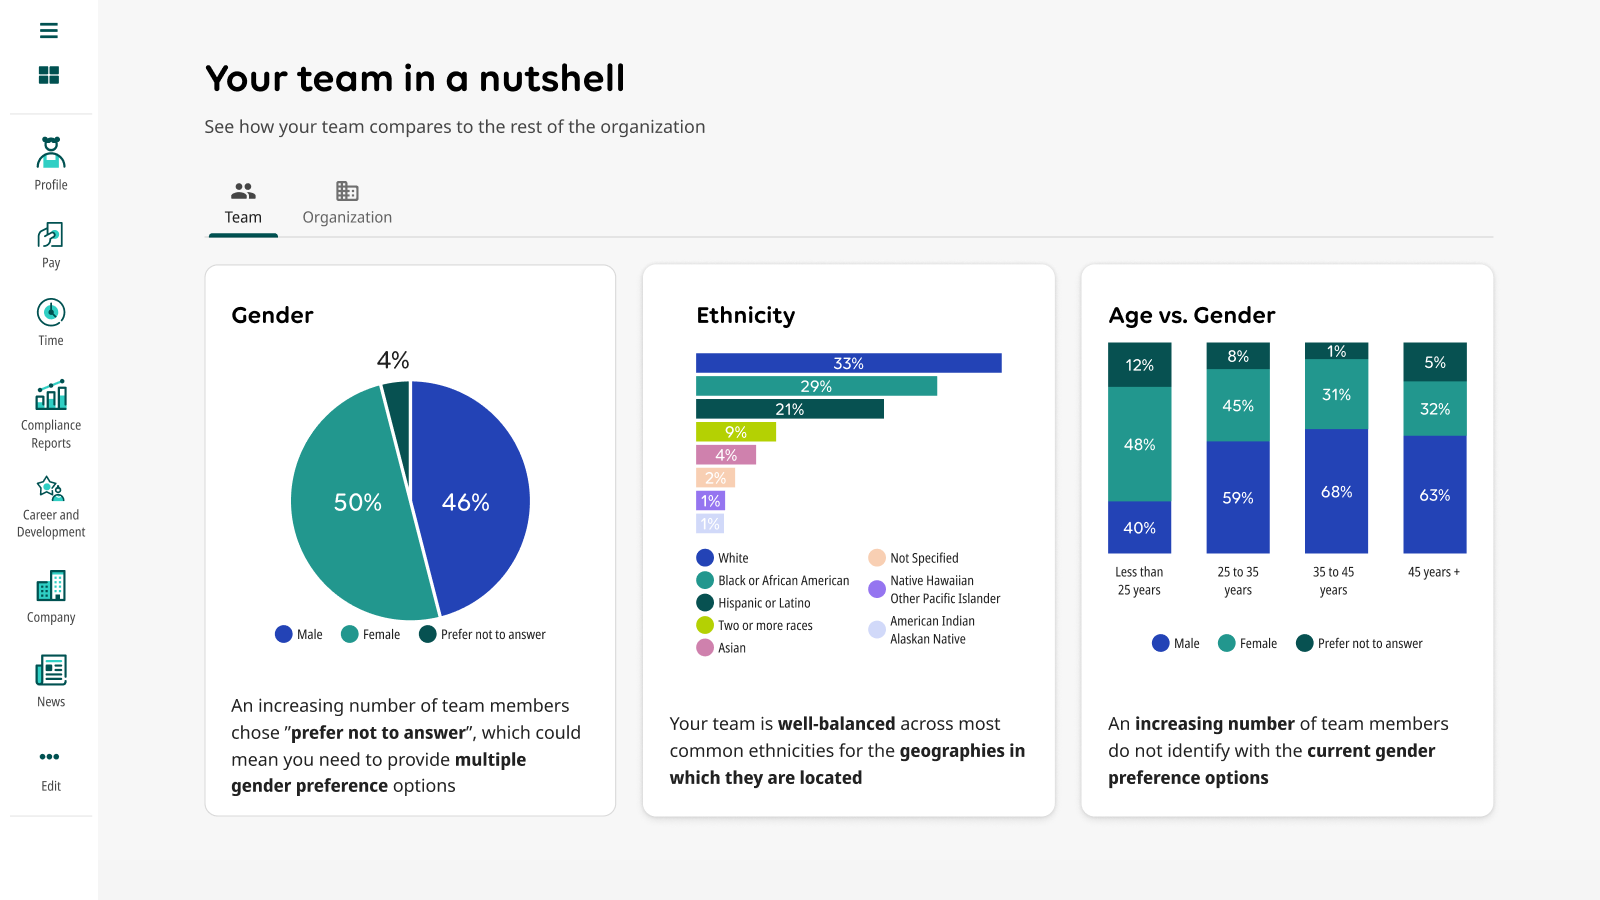 Profile
Pay
Time
Compliance
Reports
Career and
Development
Company
News
Edit
Your team in a nutshell
See how your team compares to the rest of the organization
Team
Organization
Gender
4%
50%
46%
Male
Female
Prefer not to answer
An increasing number of team members
chose ”prefer not to answer”, which could
mean you need to provide multiple
gender preference options
Ethnicity
33%
29%
21%
9%
4%
2%
1%
1%
White
Black or African American
Hispanic or Latino
Two or more races
Asian
Not Specified
Native Hawaiian
Other Pacific Islander
American Indian
Alaskan Native
Your team is well-balanced across most
common ethnicities for the geographies in
which they are located
Age vs. Gender
12%
48%
40%
8%
45%
59%
1%
31%
68%
5%
32%
63%
Less than
25 years
25 to 35
years
35 to 45
years
45 years +
Male
Female
Prefer not to answer
An increasing number of team members
do not identify with the current gender
preference options